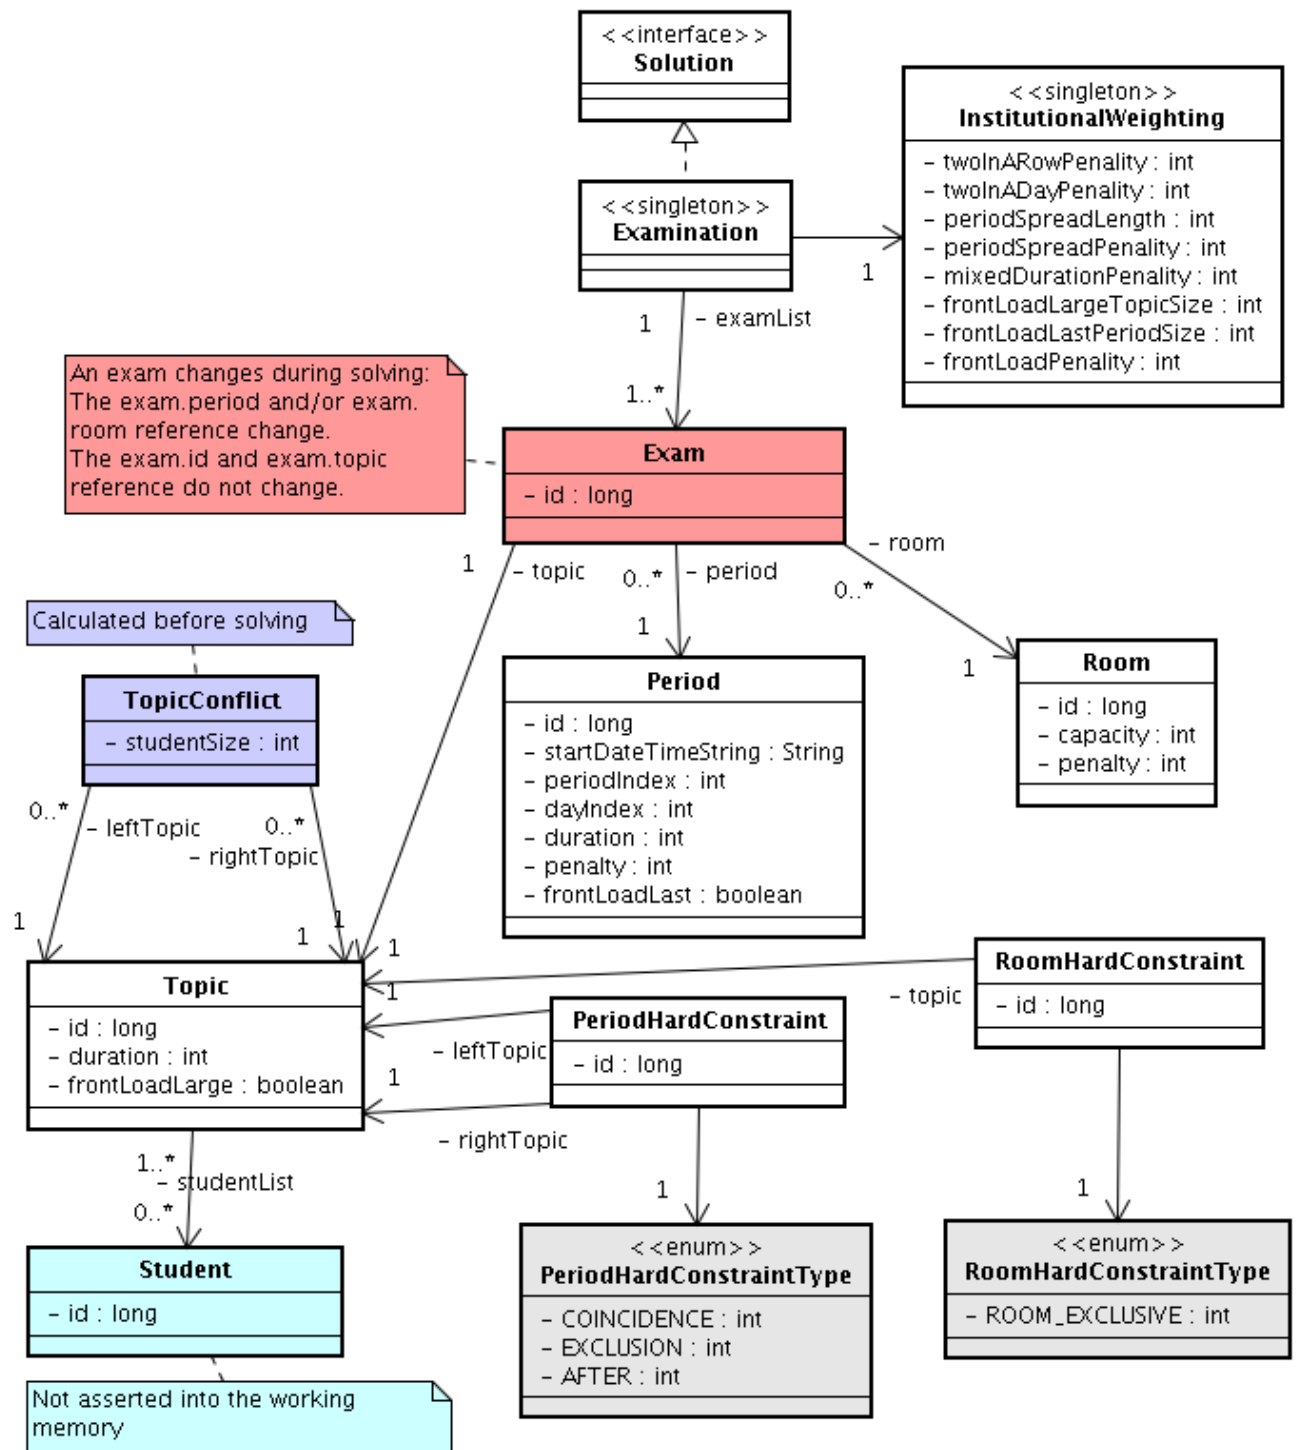 <<interface>>
Solution
<<singleton>>
InstitutionalWeighting
- twoInARowPenality : int
- twoInADayPenality : int
- periodSpreadLength : int
- periodSpreadPenality : int
- mixedDurationPenality : int
- frontLoadLargeTopicSize : int
- frontLoadLastPeriodSize : int
- frontLoadPenality : int
<<singleton>>
Examination
1
1
- examList
1..*
An exam changes during solving:
The exam.period and/or exam.
room reference change.
The exam.id and exam.topic
reference do not change.
Exam
- id : long
1
- topic
0..*
- period
1
- room
0..*
1
Calculated before solving
TopicConflict
- studentSize : int
0..*
- leftTopic
0..*
- rightTopic
1
1
1
1
Period
- id : long
- startDateTimeString : String
- periodIndex : int
- dayIndex : int
- duration : int
- penalty : int
- frontLoadLast : boolean
Room
- id : long
- capacity : int
- penalty : int
Topic
- id : long
- duration : int
- frontLoadLarge : boolean
1
- leftTopic
1
- rightTopic
PeriodHardConstraint
- id : long
- topic
RoomHardConstraint
- id : long
1..*
- studentList
0..*
1
1
Student
- id : long
Not asserted into the working
memory
<<enum>>
PeriodHardConstraintType
- COINCIDENCE : int
- EXCLUSION : int
- AFTER : int
<<enum>>
RoomHardConstraintType
- ROOM_EXCLUSIVE : int